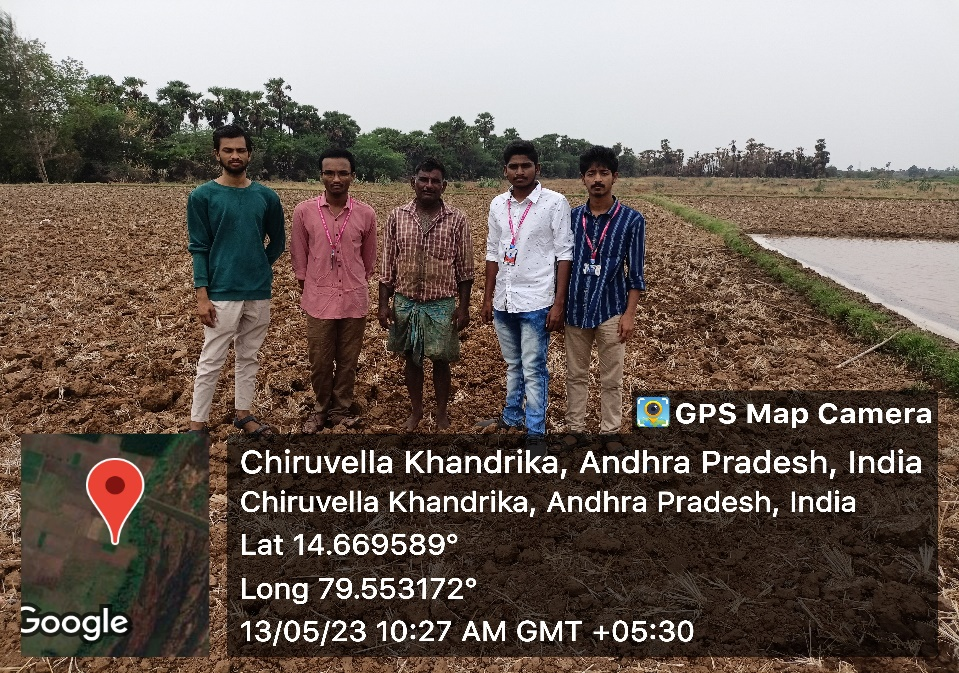 GPS Map Camera
Chiruvella Khandrika, Andhra Pradesh, India
Chiruvella Khandrika, Andhra Pradesh, India
Lat 14.669589°
Long 79.553172°
13/05/23 10:27 AM GMT +05:30
Google